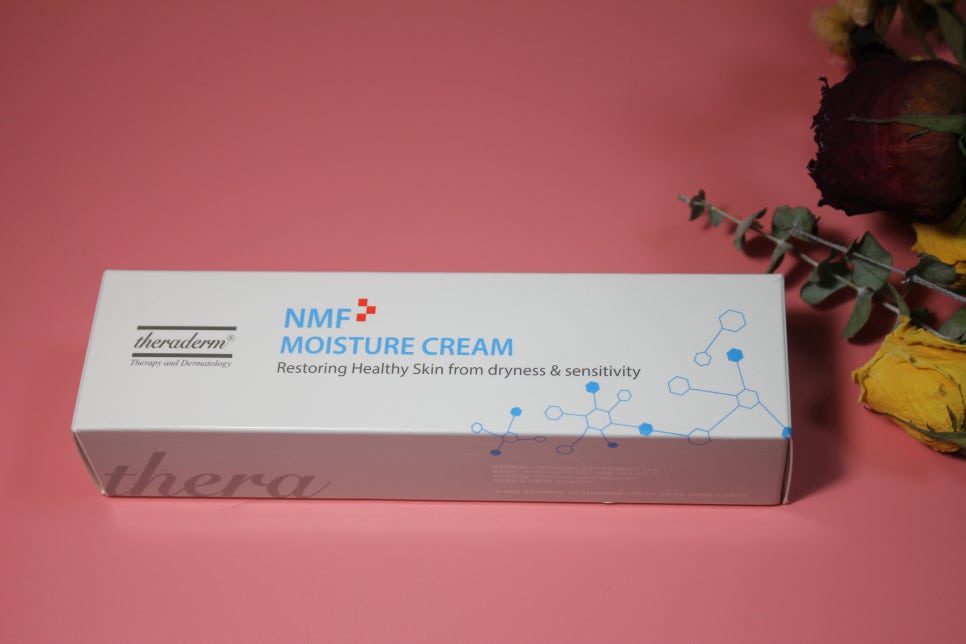 theraderm®
Therapy and Dermatology
NMF
MOISTURE CREAM
Restoring Healthy Skin from dryness & sensitivity
thera